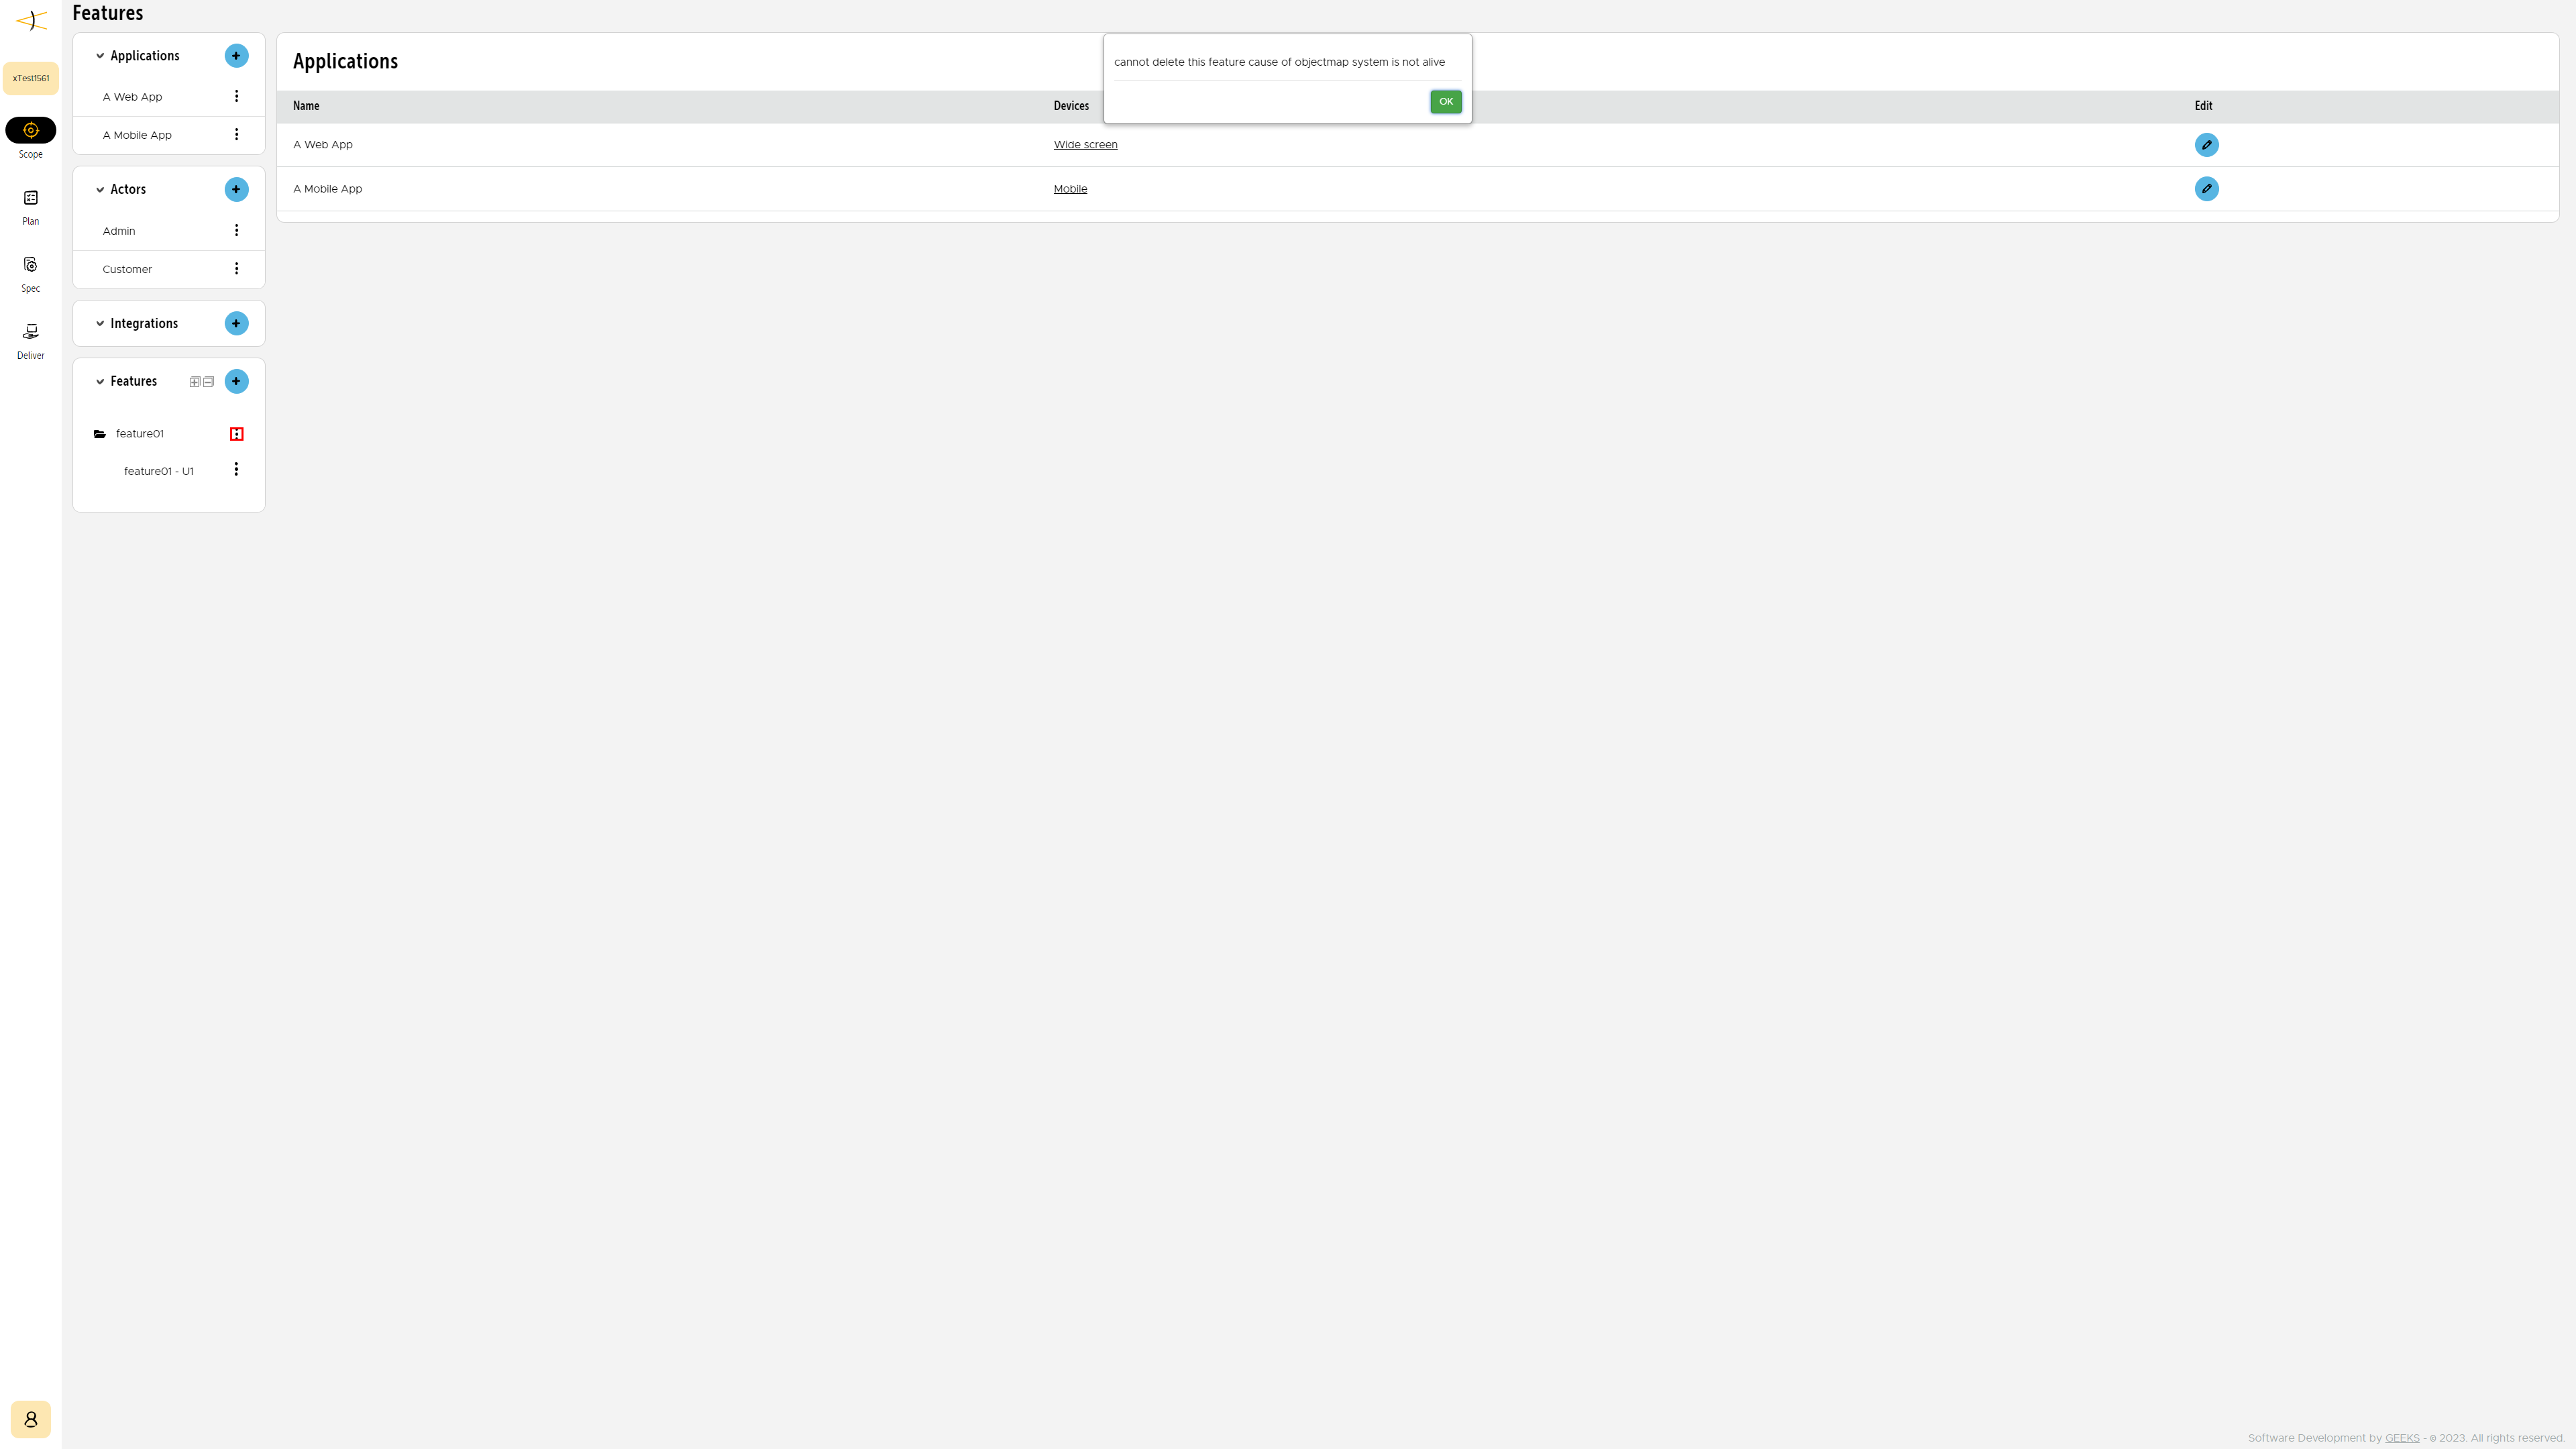 Features
xTest1561
Scope
Plan
Spec
Deliver
Applications
A Web App
A Mobile App
Actors
Admin
Customer
Integrations
Features
feature01
feature01 - U1
Applications
cannot delete this feature cause of objectmap system is not alive
OK
Name Devices Edit
A Web App Wide screen
A Mobile App Mobile
Software Development by GEEKS - © 2023. All rights reserved.